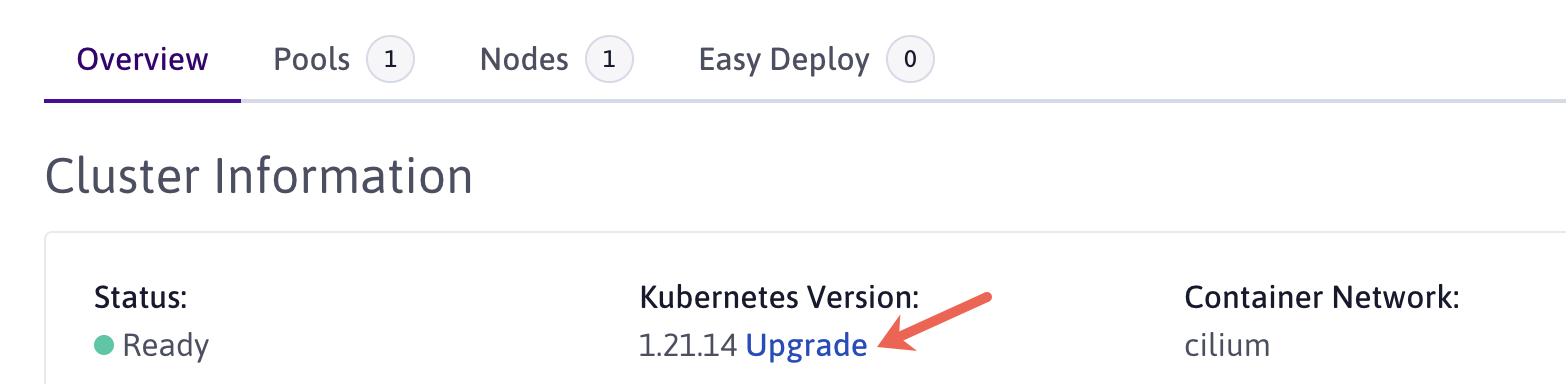 Overview Pools 1 Nodes 1 Easy Deploy 0
Cluster Information
Status: Kubernetes Version: Container Network:
Ready 1.21.14 Upgrade cilium